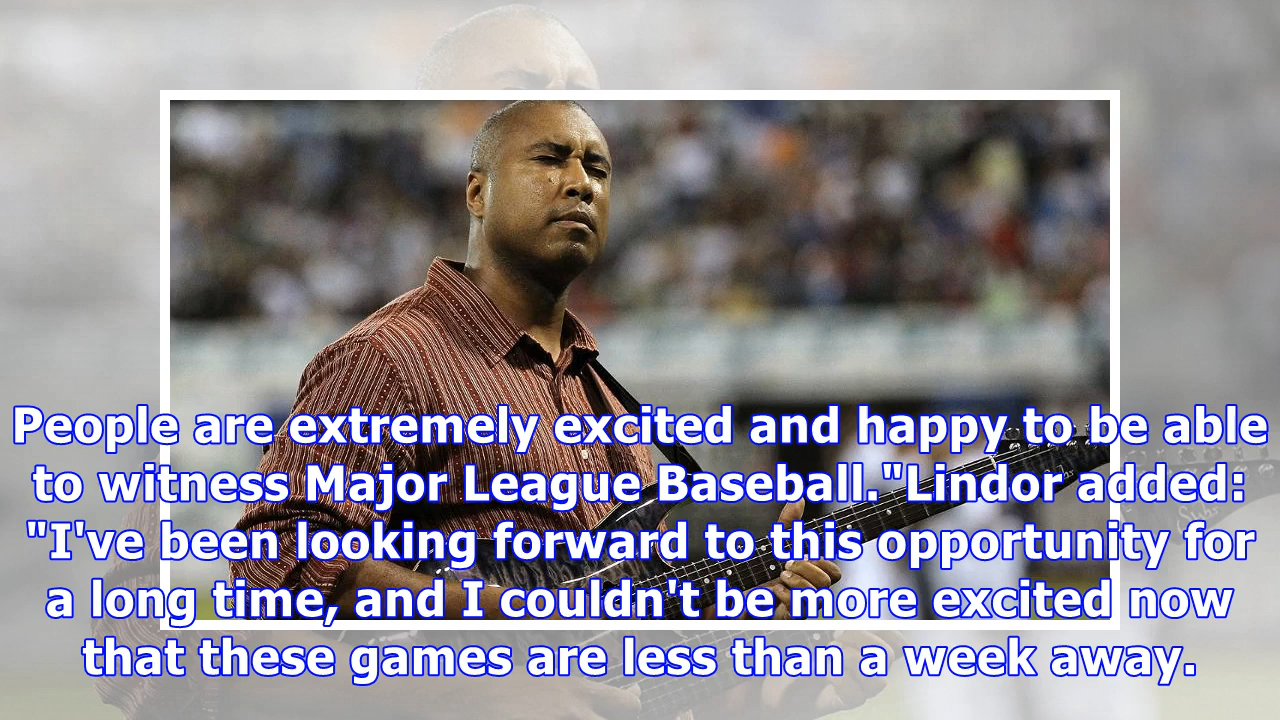 People are extremely excited and happy to be able
to witness Major League Baseball."Lindor added:
"I've been looking forward to this opportunity for
a long time, and I couldn't be more excited now
that these games are less than a week away.
Suhr